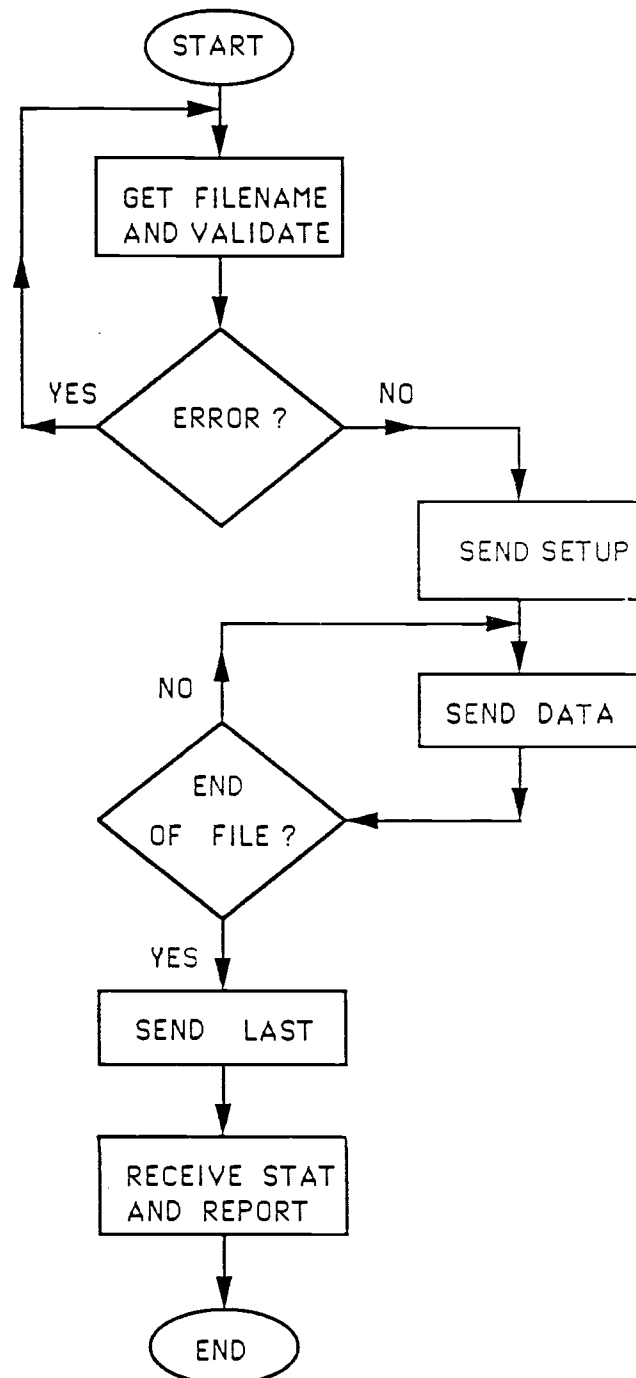 START
GET FILENAME
AND VALIDATE
YES
ERROR ?
NO
SEND SETUP
NO
SEND DATA
END
OF FILE ?
YES
SEND LAST
RECEIVE STAT
AND REPORT
END